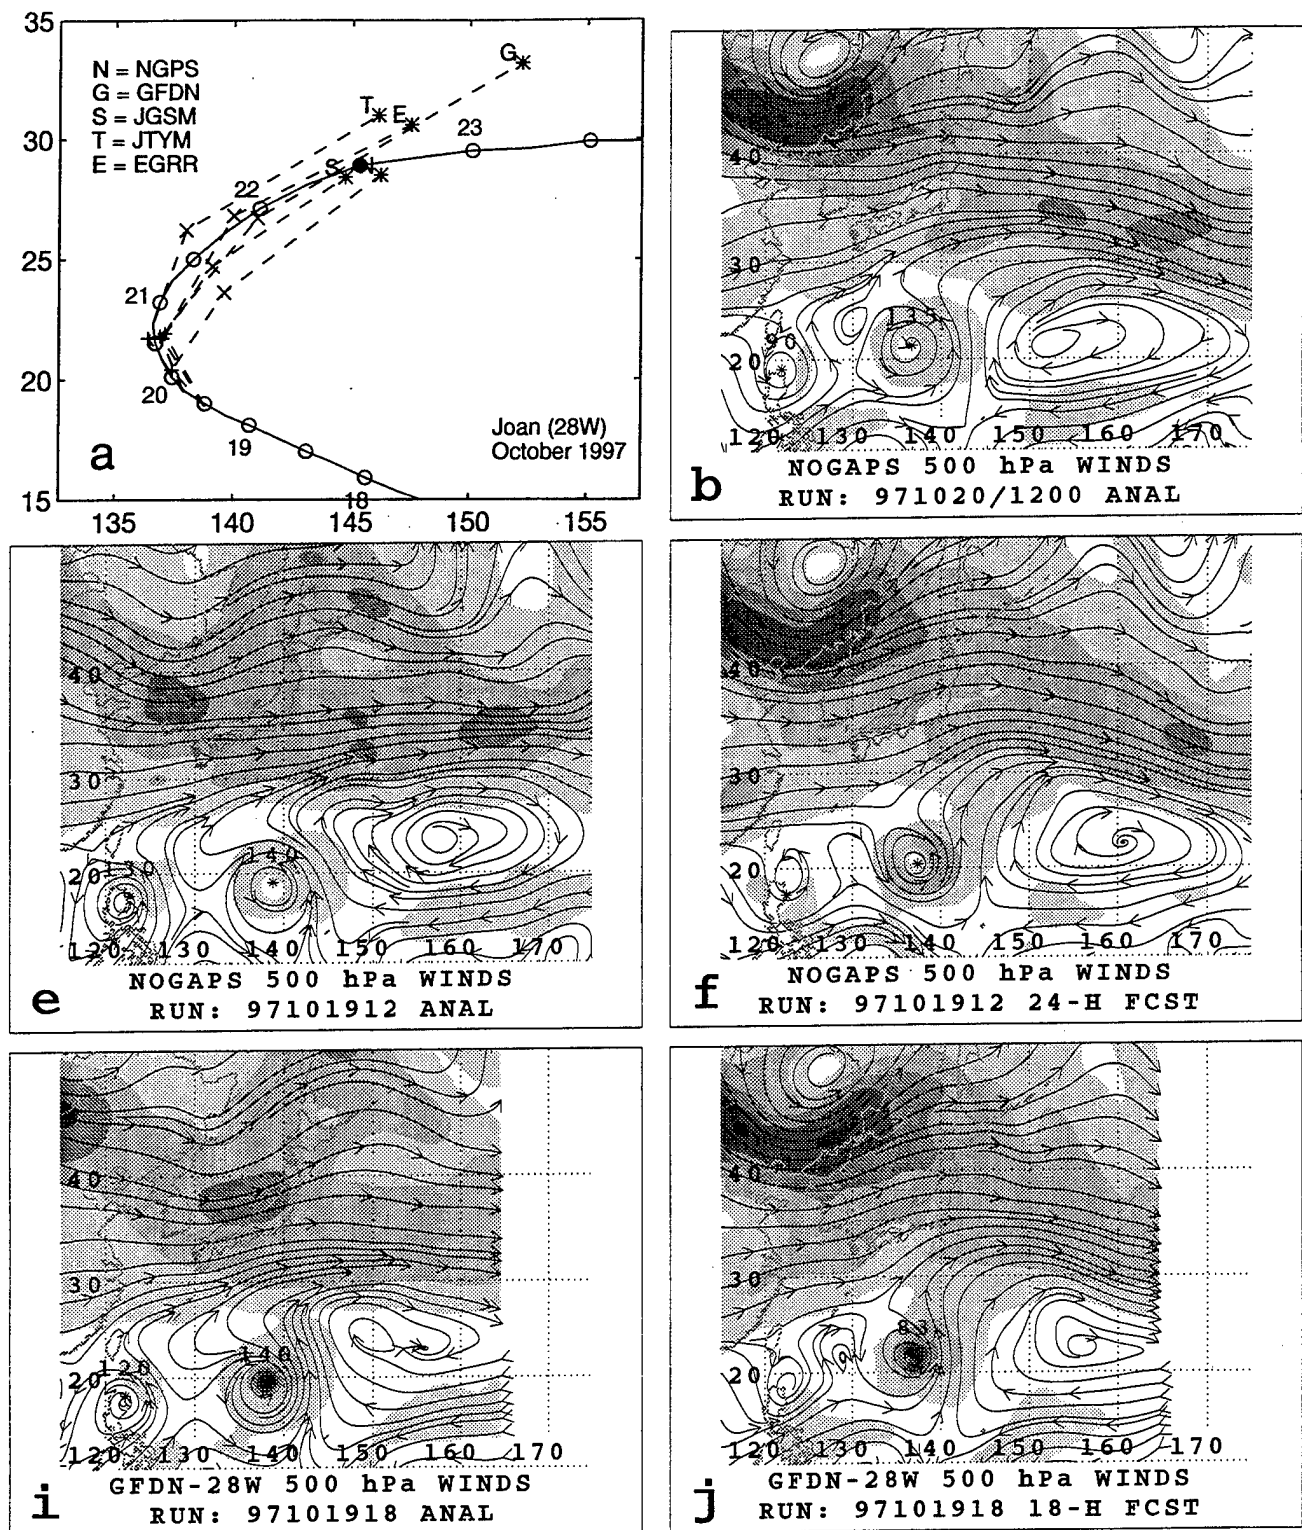 35
30
25
20
15
N = NGPS
G = GFDN
S = JGSM
T = JTYM
E = EGRR
G
T
E
23
S
22
21
20
19
18
Joan (28W)
October 1997
a
135 140 145 150 155
40
30
135
90
20
120 130 140 150 160 170
NOGAPS 500 hPa WINDS
b RUN: 971020/1200 ANAL
40
30
140
130
20
120 130 140 150 160 170
NOGAPS 500 hPa WINDS
e RUN: 97101912 ANAL
40
30
20
120 130 140 150 160 170
NOGAPS 500 hPa WINDS
f RUN: 97101912 24-H FCST
40
30
140
120
20
120 130 140 150 160 170
GFDN-28W 500 hPa WINDS
i RUN: 97101918 ANAL
40
30
83
20
120 130 140 150 160 170
GFDN-28W 500 hPa WINDS
j RUN: 97101918 18-H FCST